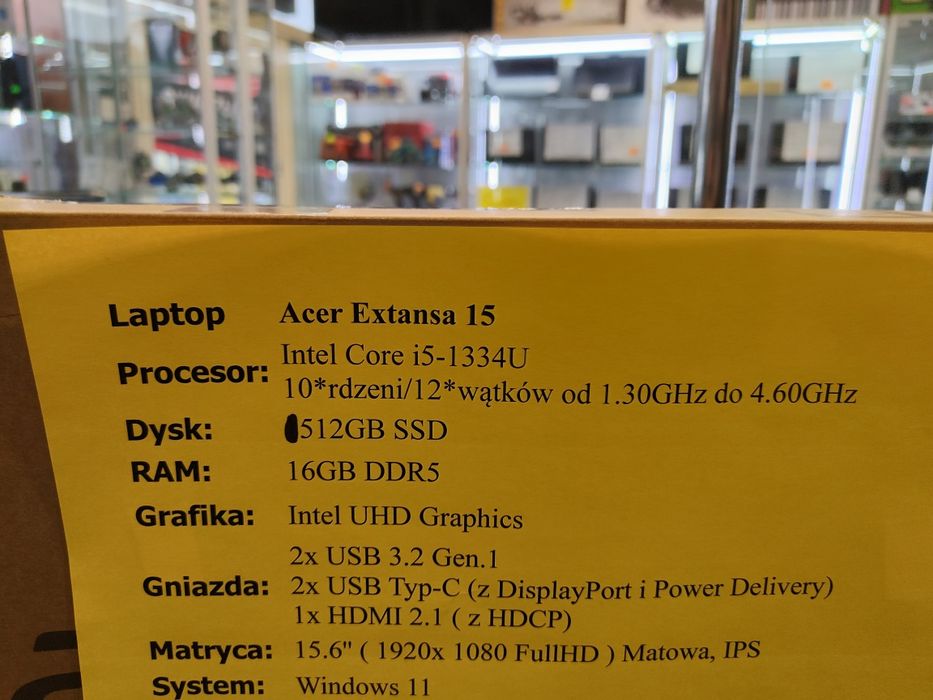 Laptop Acer Extansa 15
Procesor: Intel Core i5-1334U
10*rdzeni/12*wątków od 1.30GHz do 4.60GHz
Dysk: 512GB SSD
RAM: 16GB DDR5
Grafika: Intel UHD Graphics
2x USB 3.2 Gen.1
Gniazda: 2x USB Typ-C (z DisplayPort i Power Delivery)
1x HDMI 2.1 ( z HDCP)
Matryca: 15.6" ( 1920x 1080 FullHD ) Matowa, IPS
System: Windows 11